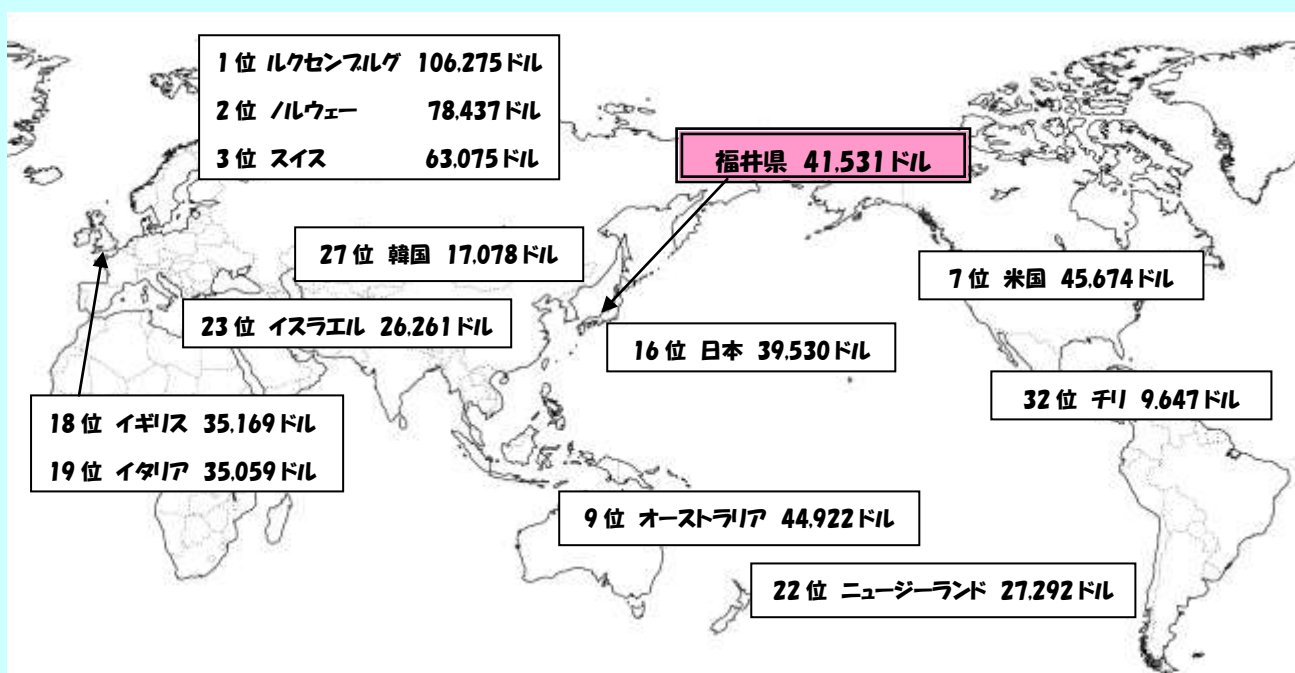 1位 ルクセンブルグ 106,275ドル
2位 ノルウェー 78,437ドル
3位 スイス 63,075ドル
福井県 41,531ドル
27位 韓国 17,078ドル
7位 米国 45,674ドル
23位 イスラエル 26,261ドル
16位 日本 39,530ドル
32位 チリ 9,647ドル
18位 イギリス 35,169ドル
19位 イタリア 35,059ドル
9位 オーストラリア 44,922ドル
22位 ニュージーランド 27,292ドル